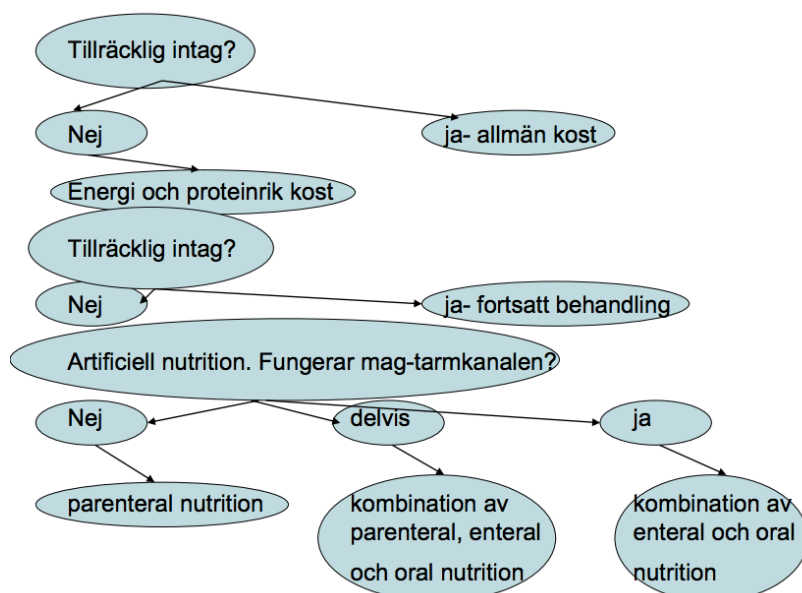 Tillräcklig intag?
Nej
ja- allmän kost
Energi och proteinrik kost
Tillräcklig intag?
Nej
ja- fortsatt behandling
Artificiell nutrition. Fungerar mag-tarmkanalen?
Nej
delvis
ja
parenteral nutrition
kombination av
parenteral, enteral
och oral nutrition
kombination av
enteral och oral
nutrition